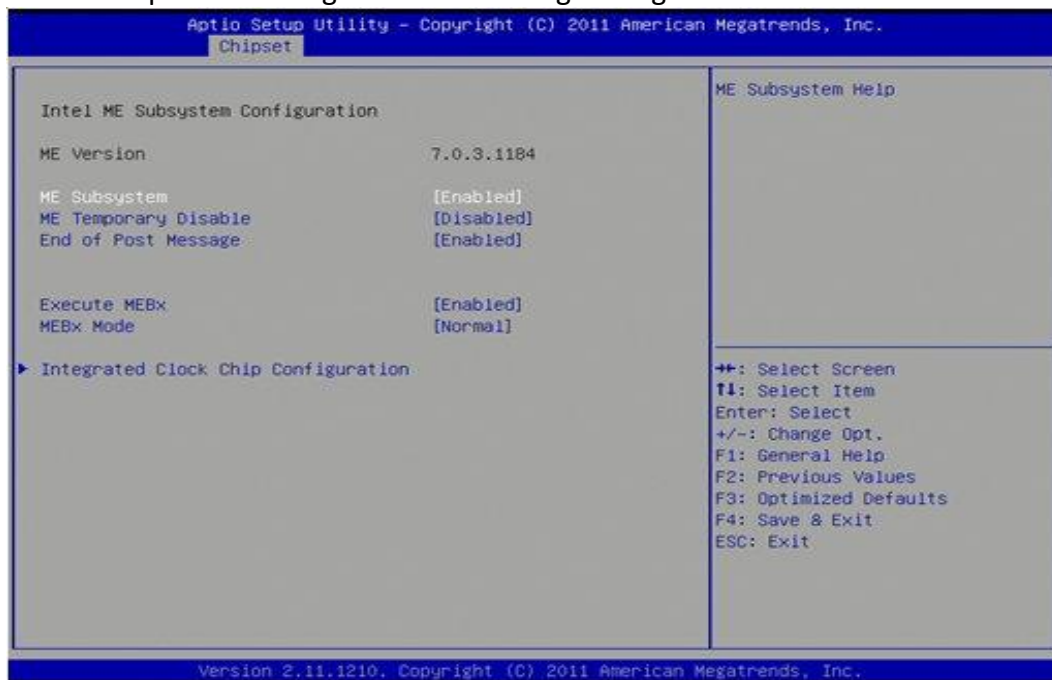 Aptio Setup Utility – Copyright (C) 2011 American Megatrends, Inc.
Chipset
Intel ME Subsystem Configuration
ME Version 7.0.3.1184
ME Subsystem [Enabled]
ME Temporary Disable [Disabled]
End of Post Message [Enabled]
Execute MEBx [Enabled]
MEBx Mode [Normal]
▶ Integrated Clock Chip Configuration
ME Subsystem Help
→←: Select Screen
↑↓: Select Item
Enter: Select
+/-: Change Opt.
F1: General Help
F2: Previous Values
F3: Optimized Defaults
F4: Save & Exit
ESC: Exit
Version 2.11.1210. Copyright (C) 2011 American Megatrends, Inc.